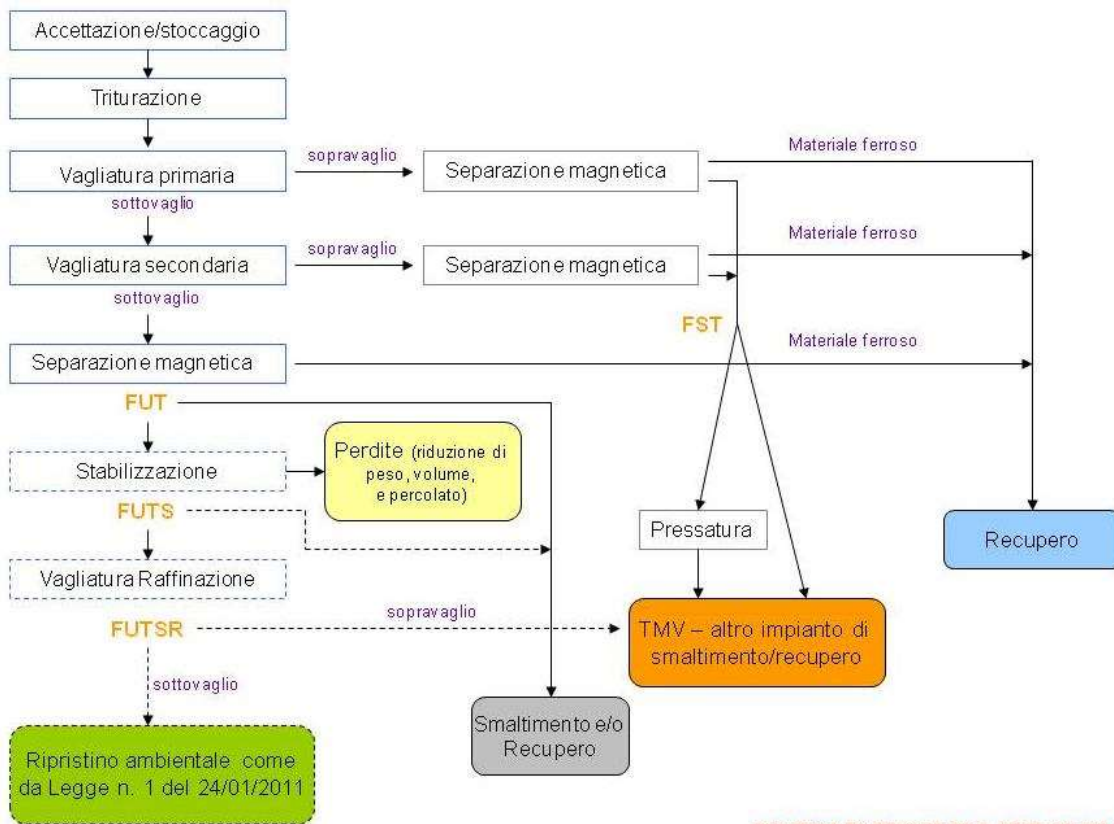 Accettazione/stoccaggio
Triturazione
Vagliatura primaria
sopravaglio
Separazione magnetica
Materiale ferroso
sottovaglio
Vagliatura secondaria
sopravaglio
Separazione magnetica
Materiale ferroso
sottovaglio
FST
Separazione magnetica
Materiale ferroso
FUT
Stabilizzazione
Perdite (riduzione di
peso, volume,
e percolato)
FUTS
Pressatura
Recupero
Vagliatura Raffinazione
FUTSR
sopravaglio
TMV – altro impianto di
smaltimento/recupero
sottovaglio
Smaltimento e/o
Recupero
Ripristino ambientale come
da Legge n. 1 del 24/01/2011